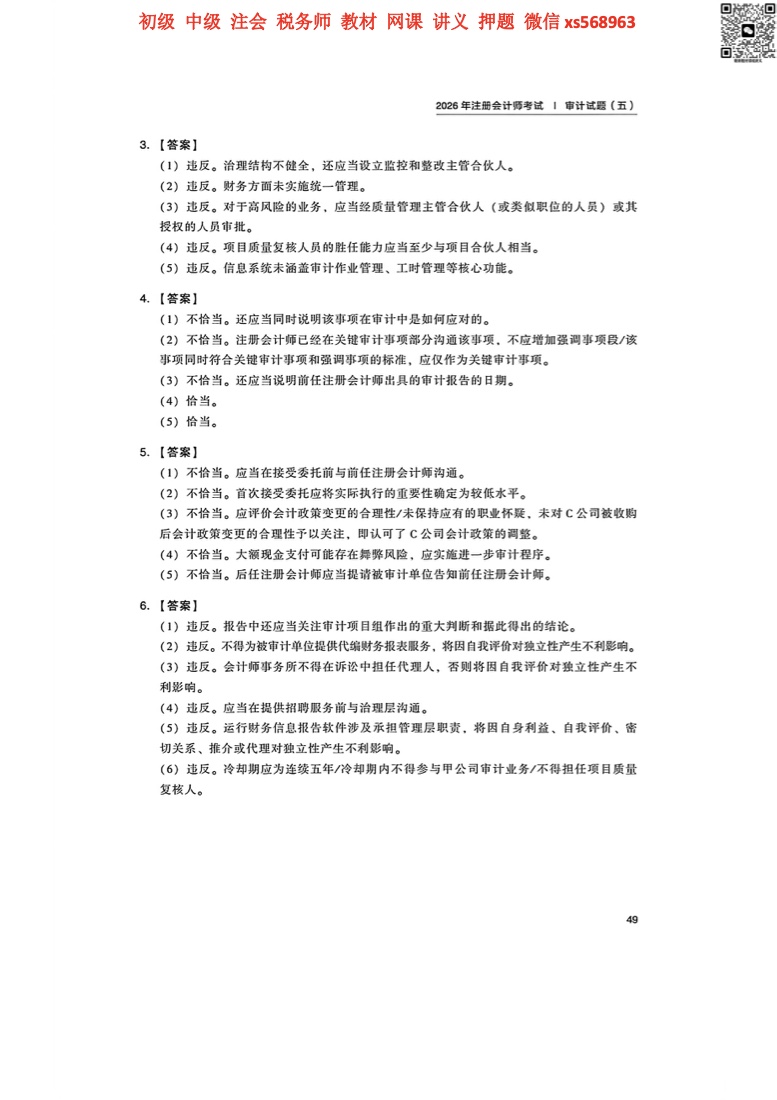 初级 中级 注会 税务师 教材 网课 讲义 押题 微信 xs568963
2026 年注册会计师考试 | 审计试题（五）
3. 【答案】
（1）违反。治理结构不健全，还应当设立监控和整改主管合伙人。
（2）违反。财务方面未实施统一管理。
（3）违反。对于高风险的业务，应当经质量管理主管合伙人（或类似职位的人员）或其
授权的人员审批。
（4）违反。项目质量复核人员的胜任能力应当至少与项目合伙人相当。
（5）违反。信息系统未涵盖审计作业管理、工时管理等核心功能。
4. 【答案】
（1）不恰当。还应当同时说明该事项在审计中是如何应对的。
（2）不恰当。注册会计师已经在关键审计事项部分沟通该事项，不应增加强调事项段/该
事项同时符合关键审计事项和强调事项的标准，应仅作为关键审计事项。
（3）不恰当。还应当说明前任注册会计师出具的审计报告的日期。
（4）恰当。
（5）恰当。
5. 【答案】
（1）不恰当。应当在接受委托前与前任注册会计师沟通。
（2）不恰当。首次接受委托应将实际执行的重要性确定为较低水平。
（3）不恰当。应评价会计政策变更的合理性/未保持应有的职业怀疑，未对 C 公司被收购
后会计政策变更的合理性予以关注，即认可了 C 公司会计政策的调整。
（4）不恰当。大额现金支付可能存在舞弊风险，应实施进一步审计程序。
（5）不恰当。后任注册会计师应当提请被审计单位告知前任注册会计师。
6. 【答案】
（1）违反。报告中还应当关注审计项目组作出的重大判断和据此得出的结论。
（2）违反。不得为被审计单位提供代编财务报表服务，将因自我评价对独立性产生不利影响。
（3）违反。会计师事务所不得在诉讼中担任代理人，否则将因自我评价对独立性产生不
利影响。
（4）违反。应当在提供招聘服务前与治理层沟通。
（5）违反。运行财务信息报告软件涉及承担管理层职责，将因自身利益、自我评价、密
切关系、推介或代理对独立性产生不利影响。
（6）违反。冷却期应为连续五年/冷却期内不得参与甲公司审计业务/不得担任项目质量
复核人。
49